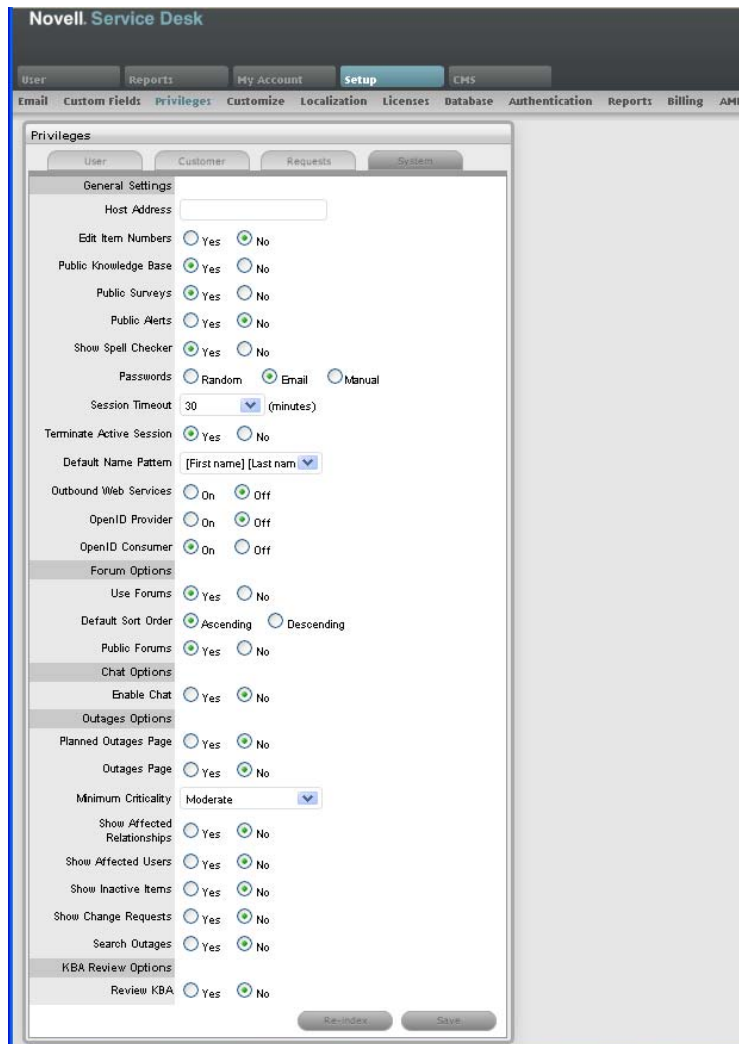 Novell. Service Desk
User Reports My Account Setup CMS
Email Custom Fields Privileges Customize Localization Licenses Database Authentication Reports Billing AMI
Privileges
User Customer Requests System
General Settings
Host Address
Edit Item Numbers Yes No
Public Knowledge Base Yes No
Public Surveys Yes No
Public Alerts Yes No
Show Spell Checker Yes No
Passwords Random Email Manual
Session Timeout 30 (minutes)
Terminate Active Session Yes No
Default Name Pattern [First name] [Last nam
Outbound Web Services On Off
OpenID Provider On Off
OpenID Consumer On Off
Forum Options
Use Forums Yes No
Default Sort Order Ascending Descending
Public Forums Yes No
Chat Options
Enable Chat Yes No
Outages Options
Planned Outages Page Yes No
Outages Page Yes No
Minimum Criticality Moderate
Show Affected
Relationships Yes No
Show Affected Users Yes No
Show Inactive Items Yes No
Show Change Requests Yes No
Search Outages Yes No
KBA Review Options
Review KBA Yes No
Re-index Save